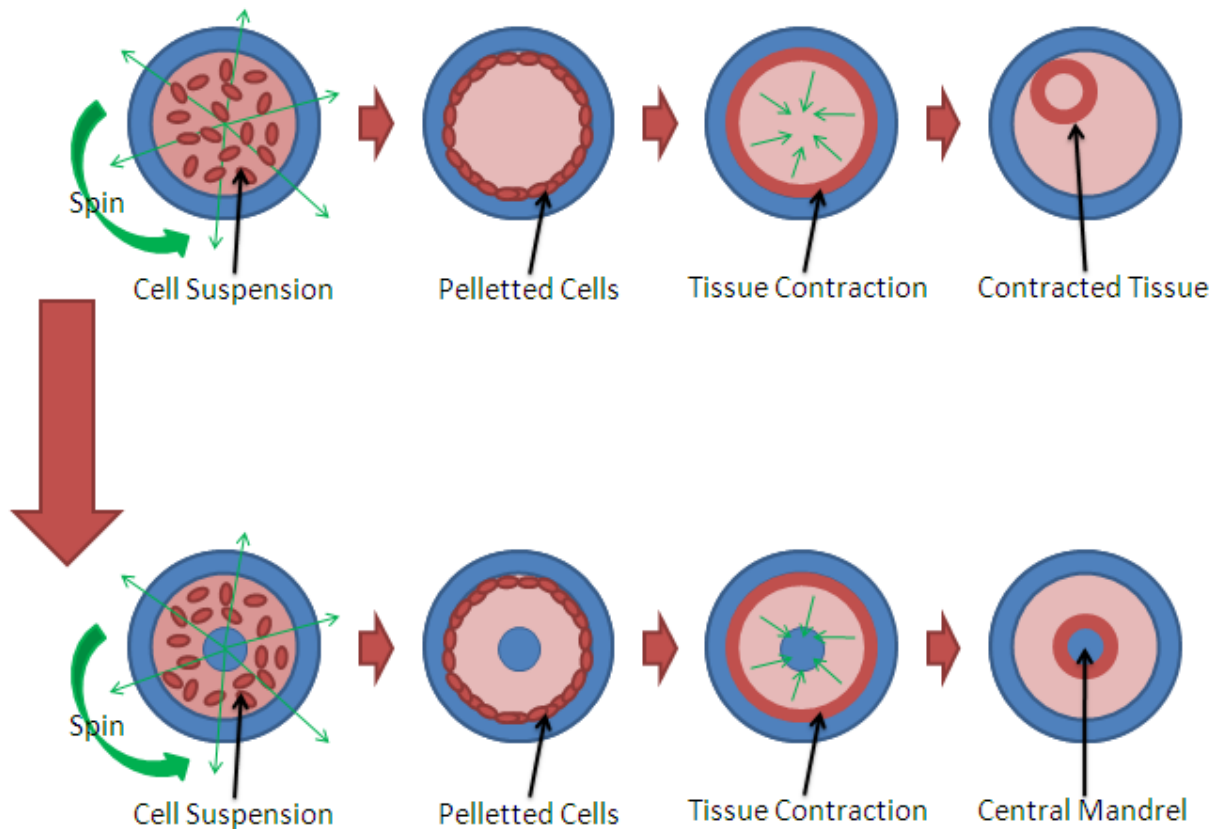 Spin
Cell Suspension
Pelletted Cells
Tissue Contraction
Contracted Tissue
Spin
Cell Suspension
Pelletted Cells
Tissue Contraction
Central Mandrel